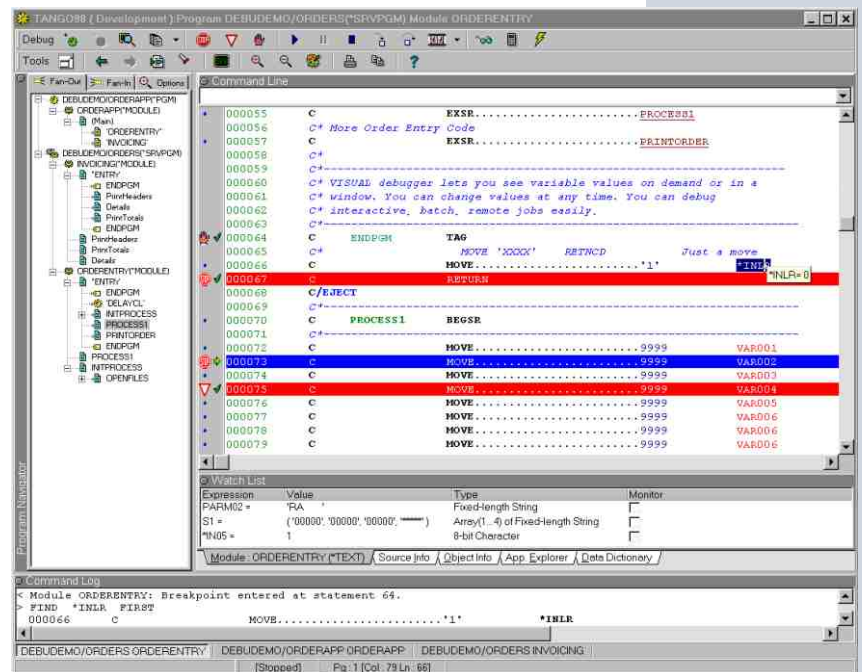 TANGO98 ( Development ):Program DEBUDEMO/ORDERS(*SRVPGM) Module ORDERENTRY
Debug
Tools
Fan-Out Fan-In Options
DEBUDEMO/ORDERAPP(*PGM)
ORDERAPP(*MODULE)
(Main)
'ORDERENTRY'
'INVOICING'
DEBUDEMO/ORDERS(*SRVPGM)
INVOICING(*MODULE)
*ENTRY
ENDPGM
PrintHeaders
Details
PrintTotals
ENDPGM
PrintHeaders
PrintTotals
Details
ORDERENTRY(*MODULE)
*ENTRY
ENDPGM
'DELAYCL'
INITPROCESS
PROCESS1
PRINTORDER
ENDPGM
PROCESS1
INITPROCESS
OPENFILES
Program Navigator
Command Line
000055 C EXSR.......................PROCESS1
000056 C* More Order Entry Code
000057 C EXSR.......................PRINTORDER
000058 C*
000059 C*----------------------------------------------------------------
000060 C* VISUAL debugger lets you see variable values on demand or in a
000061 C* window. You can change values at any time. You can debug
000062 C* interactive, batch, remote jobs easily.
000063 C*----------------------------------------------------------------
000064 C ENDPGM TAG
000065 C* MOVE 'XXXX' RETNCD Just a move
000066 C MOVE.......................'1' *INLR
*INLR= 0
000067 C RETURN
000068 C/EJECT
000069 C*----------------------------------------------------------------
000070 C PROCESS1 BEGSR
000071 C*----------------------------------------------------------------
000072 C MOVE.......................9999 VAR001
000073 C MOVE.......................9999 VAR002
000074 C MOVE.......................9999 VAR003
000075 C MOVE.......................9999 VAR004
000076 C MOVE.......................9999 VAR005
000077 C MOVE.......................9999 VAR006
000078 C MOVE.......................9999 VAR006
000079 C MOVE.......................9999 VAR006
Watch List
Expression Value Type Monitor
PARM02 = 'RA ' Fixed-length String
S1 = ( '00000', '00000', '00000', '*****' ) Array(1.. 4) of Fixed-length String
*IN05 = 1 8-bit Character
Module : ORDERENTRY (*TEXT) Source Info Object Info App. Explorer Data Dictionary
Command Log
< Module ORDERENTRY: Breakpoint entered at statement 64.
> FIND *INLR FIRST
000066 C MOVE.......................'1' *INLR
DEBUDEMO/ORDERS ORDERENTRY DEBUDEMO/ORDERAPP ORDERAPP DEBUDEMO/ORDERS INVOICING
[Stopped] Pg : 1 [Col : 79 Ln : 66]